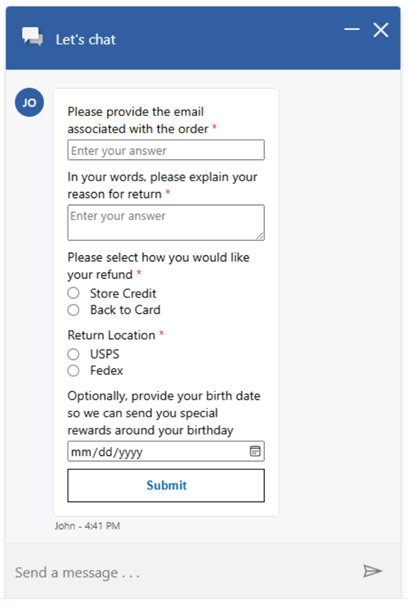 Let's chat
JO
Please provide the email
associated with the order *
Enter your answer
In your words, please explain your
reason for return *
Enter your answer
Please select how you would like
your refund *
Store Credit
Back to Card
Return Location *
USPS
Fedex
Optionally, provide your birth date
so we can send you special
rewards around your birthday
mm/dd/yyyy
Submit
John - 4:41 PM
Send a message . . .